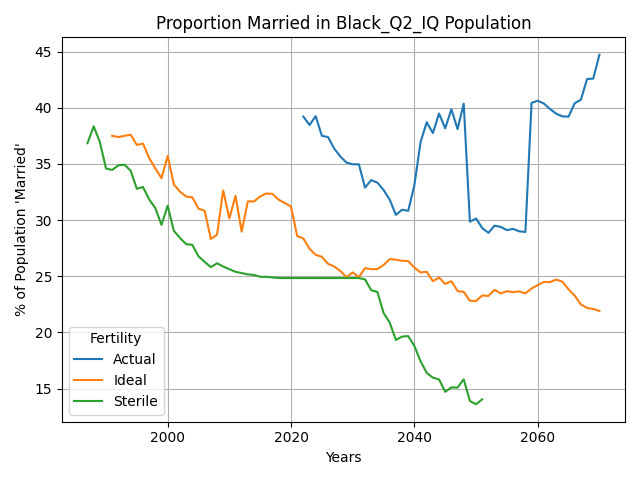 Proportion Married in Black_Q2_IQ Population
% of Population 'Married'
45
40
35
30
25
20
15
Fertility
Actual
Ideal
Sterile
2000
2020
2040
2060
Years